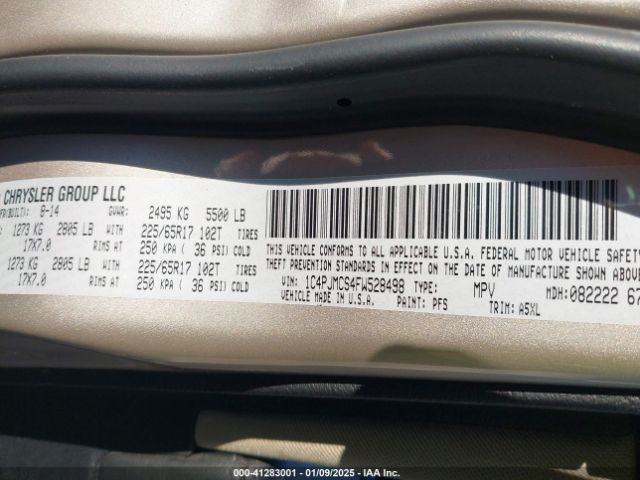 CHRYSLER GROUP LLC
FR(BUILT): 8-14 GVWR: 2495 KG 5500 LB
1273 KG 2805 LB WITH 225/65R17 102T TIRES
17X7.0 RIMS AT 250 KPA ( 36 PSI) COLD
1273 KG 2805 LB WITH 225/65R17 102T TIRES
17X7.0 RIMS AT 250 KPA ( 36 PSI) COLD
THIS VEHICLE CONFORMS TO ALL APPLICABLE U.S.A. FEDERAL MOTOR VEHICLE SAFETY
THEFT PREVENTION STANDARDS IN EFFECT ON THE DATE OF MANUFACTURE SHOWN ABOVE
VIN: 1C4PJMCS4FW528498 TYPE: MPV MDH:082222 67
VEHICLE MADE IN U.S.A. PAINT: PFS TRIM: A5XL
000-41283001 | 01/09/2025 | IAA Inc.